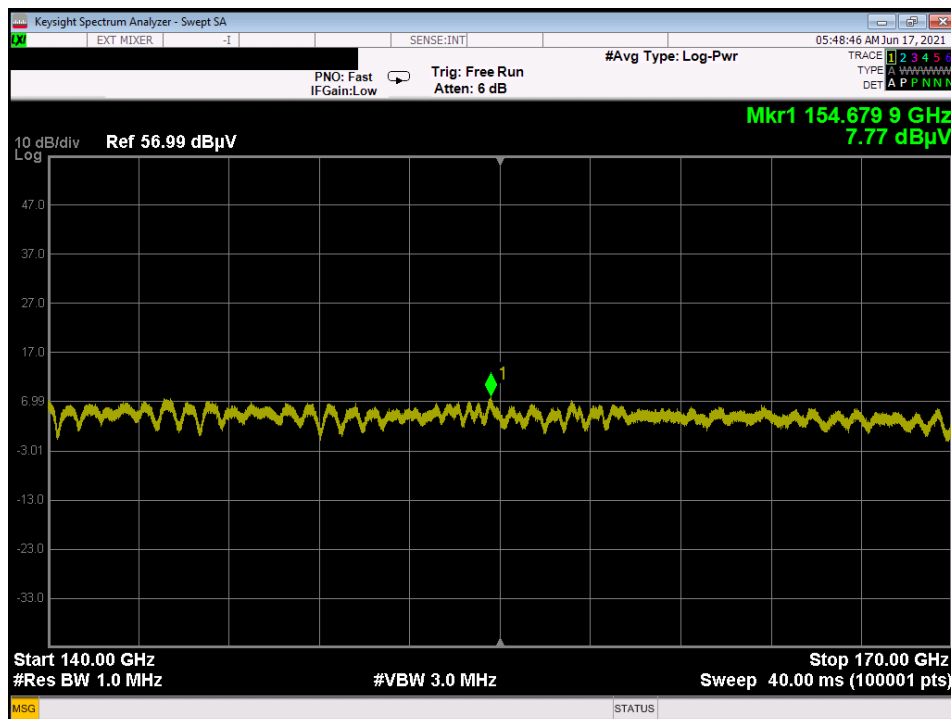 Keysight Spectrum Analyzer - Swept SA
LXI EXT MIXER -I SENSE:INT 05:48:46 AM Jun 17, 2021
#Avg Type: Log-Pwr TRACE 1 2 3 4 5 6
PNO: Fast Trig: Free Run TYPE A WWWWW
IFGain:Low Atten: 6 dB DET A P P N N N
Mkr1 154.679 9 GHz
7.77 dBµV
10 dB/div Ref 56.99 dBµV
Log
47.0
37.0
27.0
17.0
1
6.99
-3.01
-13.0
-23.0
-33.0
Start 140.00 GHz Stop 170.00 GHz
#Res BW 1.0 MHz #VBW 3.0 MHz Sweep 40.00 ms (100001 pts)
MSG STATUS